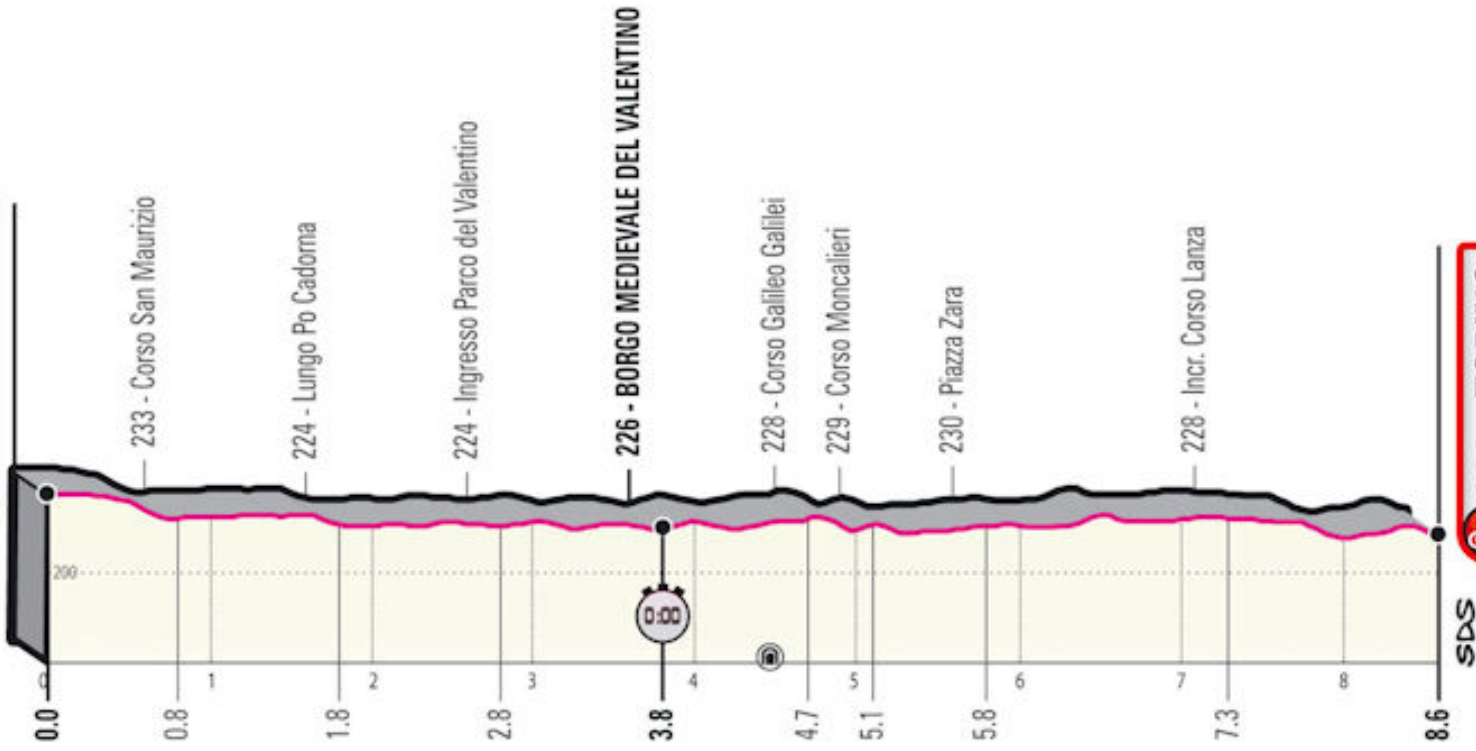 233 - Corso San Maurizio
224 - Lungo Po Cadorna
224 - Ingresso Parco del Valentino
226 - BORGO MEDIEVALE DEL VALENTINO
228 - Corso Galileo Galilei
229 - Corso Moncalieri
230 - Piazza Zara
228 - Incr. Corso Lanza
200
0:00
0 1 2 3 4 5 6 7 8
0.0 0.8 1.8 2.8 3.8 4.7 5.1 5.8 7.3 8.6
SDS